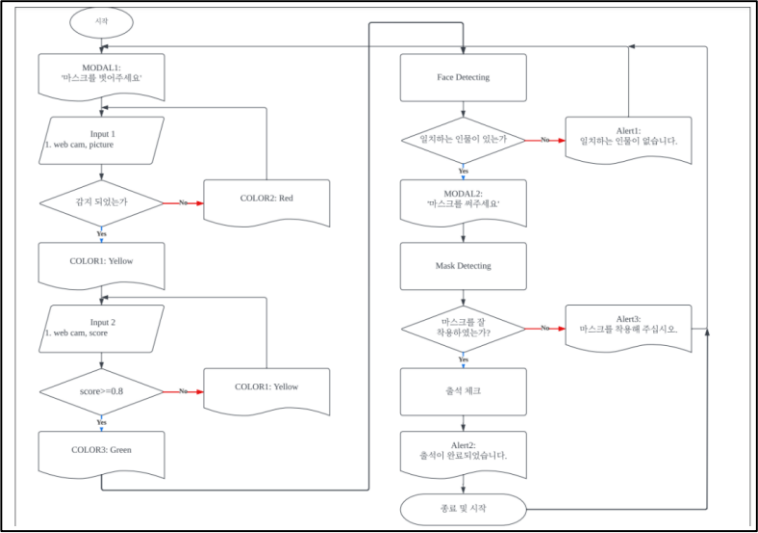 시작
MODAL1:
'마스크를 벗어주세요'
Input 1
1. web cam, picture
감지 되었는가
No
COLOR2: Red
Yes
COLOR1: Yellow
Input 2
1. web cam, score
score>=0.8
No
COLOR1: Yellow
Yes
COLOR3: Green
Face Detecting
일치하는 인물이 있는가
No
Alert1:
일치하는 인물이 없습니다.
Yes
MODAL2:
'마스크를 써주세요'
Mask Detecting
마스크를 잘
착용하였는가?
No
Alert3:
마스크를 착용해 주십시오.
Yes
출석 체크
Alert2:
출석이 완료되었습니다.
종료 및 시작